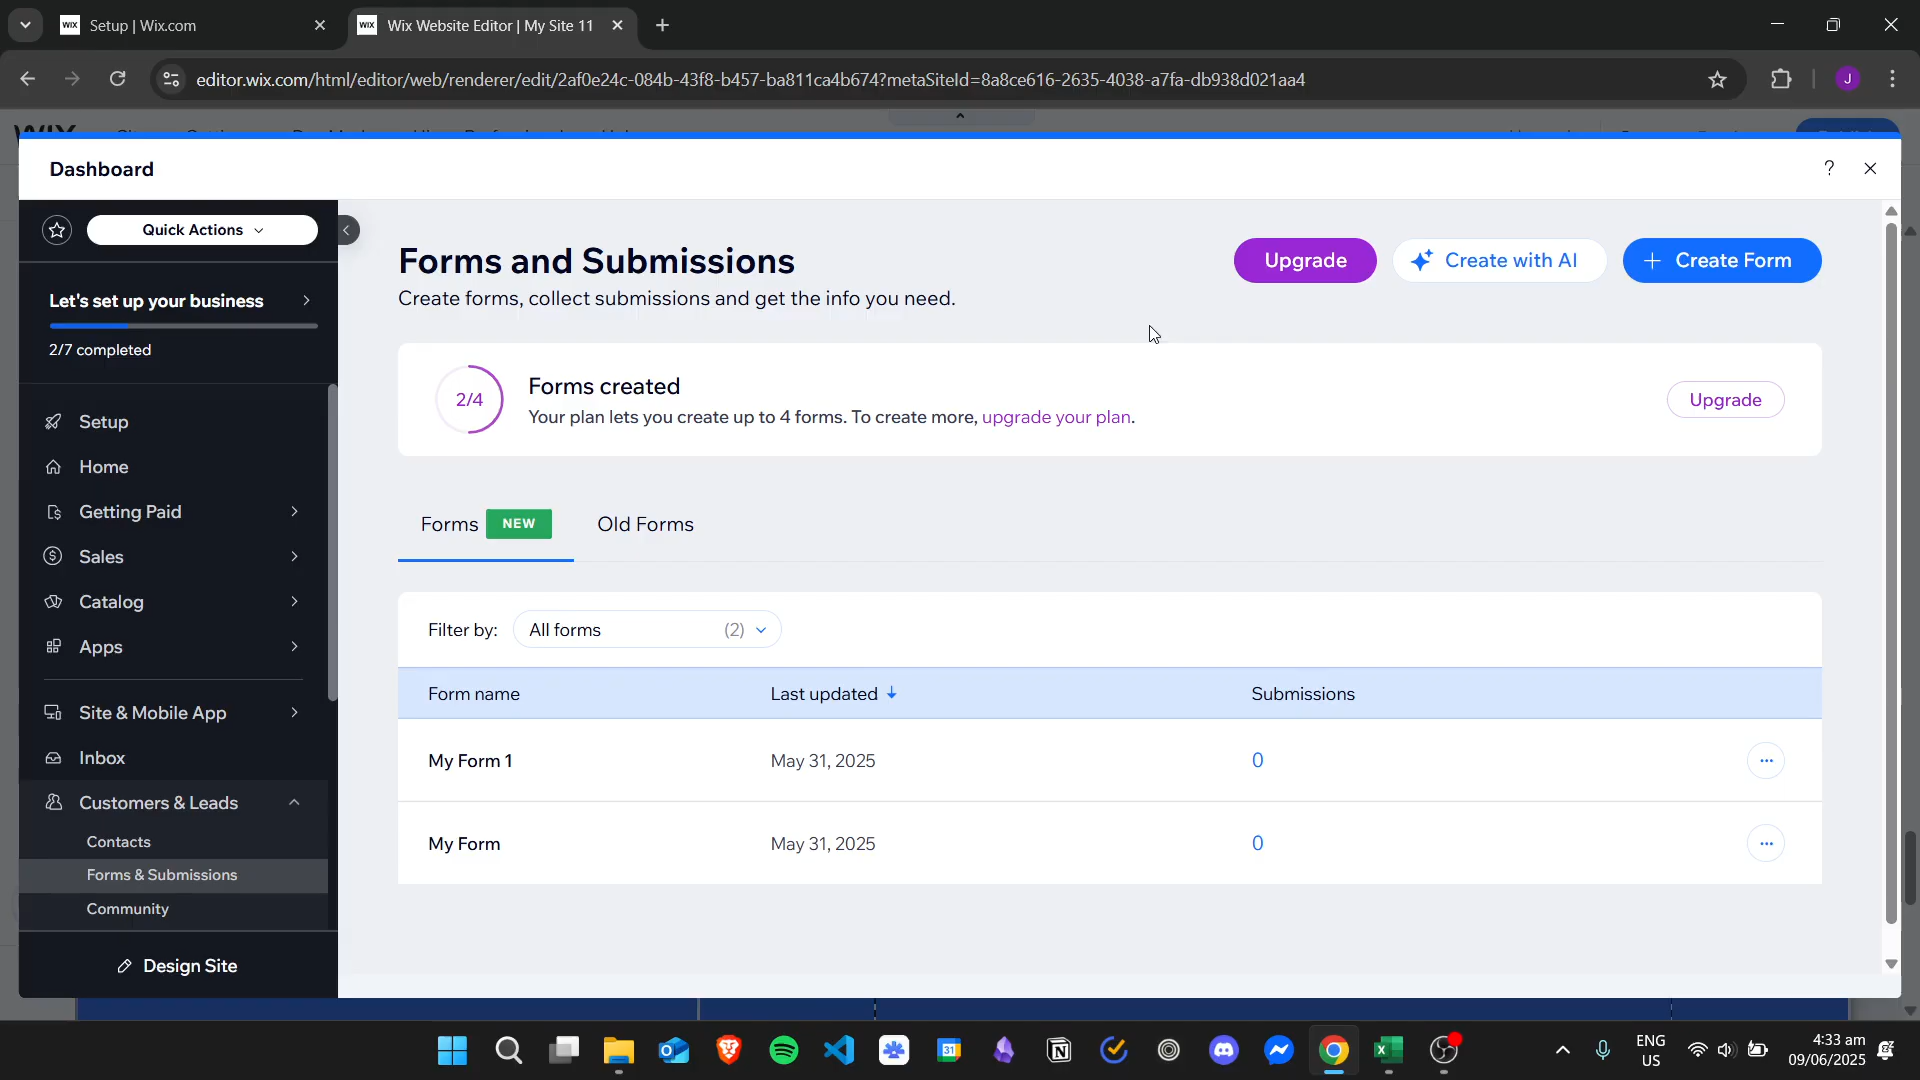 Setup | Wix.com
Wix Website Editor | My Site 11
editor.wix.com/html/editor/web/renderer/edit/2af0e24c-084b-43f8-b457-ba811ca4b674?metaSiteId=8a8ce616-2635-4038-a7fa-db938d021aa4
J
Dashboard
?
Quick Actions
Let's set up your business
2/7 completed
Setup
Home
Getting Paid
Sales
Catalog
Apps
Site & Mobile App
Inbox
Customers & Leads
Contacts
Forms & Submissions
Community
Design Site
Forms and Submissions
Create forms, collect submissions and get the info you need.
Upgrade
Create with AI
+ Create Form
2/4
Forms created
Your plan lets you create up to 4 forms. To create more, upgrade your plan.
Upgrade
Forms NEW
Old Forms
Filter by: All forms (2)
Form name Last updated Submissions
My Form 1 May 31, 2025 0
My Form May 31, 2025 0
ENG
US
4:33 am
09/06/2025